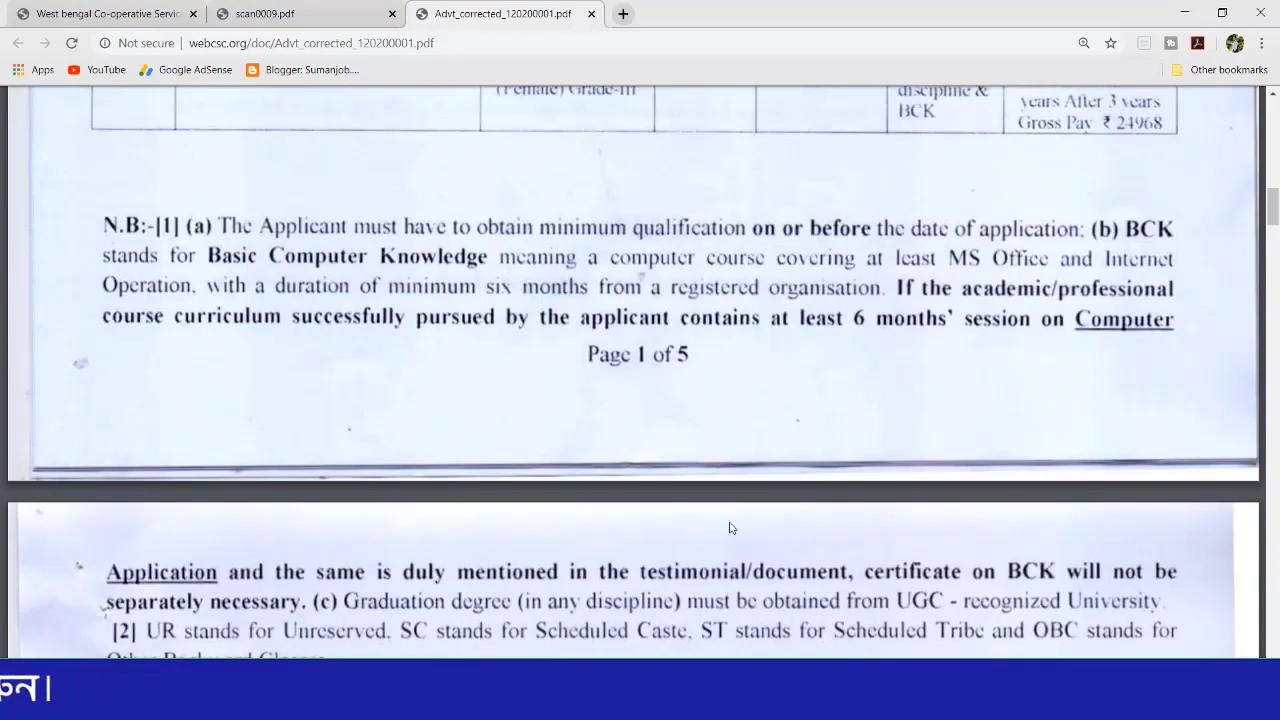 West bengal Co-operative Servic
scan0009.pdf
Advt_corrected_120200001.pdf
Not secure | webcsc.org/doc/Advt_corrected_120200001.pdf
Apps
YouTube
Google AdSense
Blogger: Sumanjob....
Other bookmarks
(Female) Grade-III
discipline &
BCK
years After 3 years
Gross Pay ₹ 24968
N.B:-[1] (a) The Applicant must have to obtain minimum qualification on or before the date of application; (b) BCK
stands for Basic Computer Knowledge meaning a computer course covering at least MS Office and Internet
Operation, with a duration of minimum six months from a registered organisation. If the academic/professional
course curriculum successfully pursued by the applicant contains at least 6 months' session on Computer
Page 1 of 5
Application and the same is duly mentioned in the testimonial/document, certificate on BCK will not be
separately necessary. (c) Graduation degree (in any discipline) must be obtained from UGC - recognized University.
[2] UR stands for Unreserved, SC stands for Scheduled Caste, ST stands for Scheduled Tribe and OBC stands for